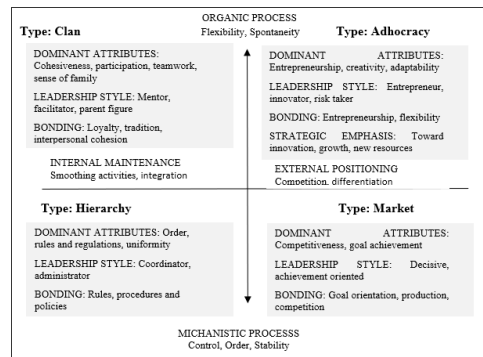 ORGANIC PROCESS
Flexibility, Spontaneity
Type: Clan
DOMINANT ATTRIBUTES:
Cohesiveness, participation, teamwork,
sense of family
LEADERSHIP STYLE: Mentor,
facilitator, parent figure
BONDING: Loyalty, tradition,
interpersonal cohesion
INTERNAL MAINTENANCE
Smoothing activities, integration
Type: Adhocracy
DOMINANT ATTRIBUTES:
Entrepreneurship, creativity, adaptability
LEADERSHIP STYLE: Entrepreneur,
innovator, risk taker
BONDING: Entrepreneurship, flexibility
STRATEGIC EMPHASIS: Toward
innovation, growth, new resources
EXTERNAL POSITIONING
Competition. differentiation
Type: Hierarchy
DOMINANT ATTRIBUTES: Order,
rules and regulations, uniformity
LEADERSHIP STYLE: Coordinator,
administrator
BONDING: Rules, procedures and
policies
Type: Market
DOMINANT ATTRIBUTES:
Competitiveness, goal achievement
LEADERSHIP STYLE: Decisive,
achievement oriented
BONDING: Goal orientation, production,
competition
MICHANISTIC PROCESSS
Control, Order, Stability